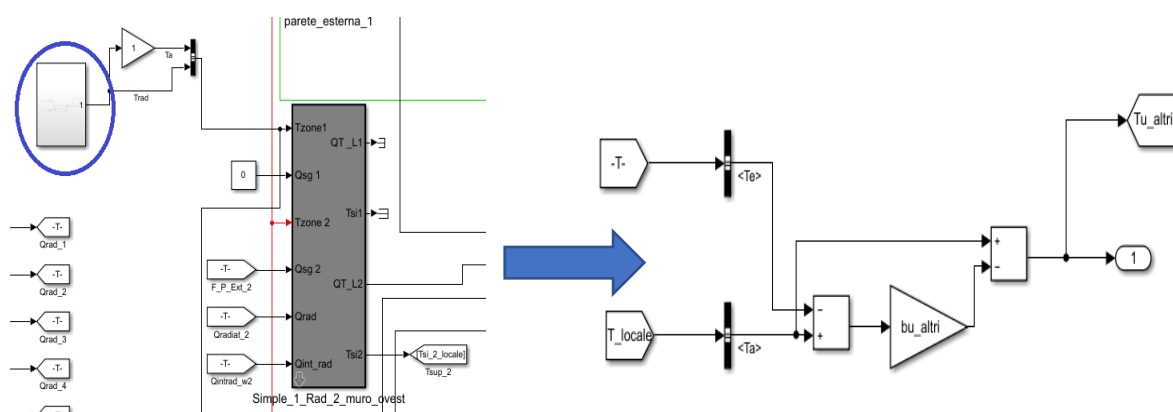 parete_esterna_1
1
Ta
1
Trad
Tzone1
QT_L1
0
Qsg 1
Tsi1
Tzone 2
-T-
Qrad_1
-T-
Qrad_2
-T-
Qrad_3
-T-
Qrad_4
-T-
F_P_Ext_2
Qsg 2
QT_L2
-T-
Qradiat_2
Qrad
-T-
Qintrad_w2
Qint_rad
Tsi2
[Tsi_2_locale]
Tsup_2
Simple_1_Rad_2_muro_ovest
-T-
<Te>
T_locale
<Ta>
−
+
bu_altri
+
−
Tu_altri
1